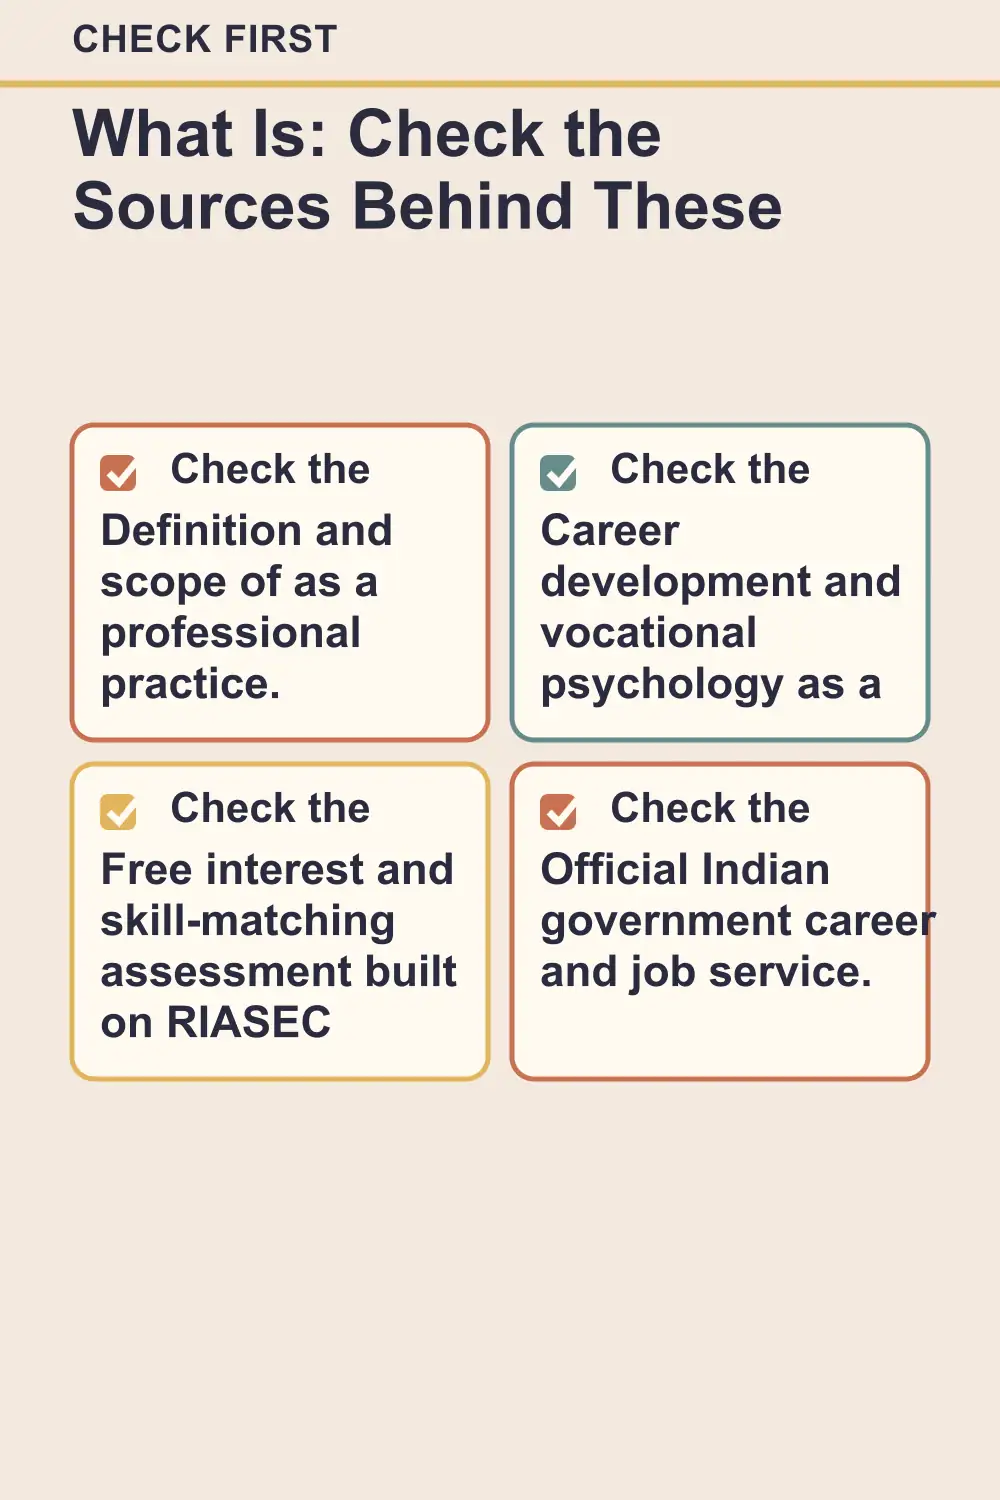 CHECK FIRST
What Is: Check the
Sources Behind These
Check the
Definition and
scope of as a
professional
practice.
Check the
Career
development and
vocational
psychology as a
Check the
Free interest and
skill-matching
assessment built
on RIASEC
Check the
Official Indian
government career
and job service.